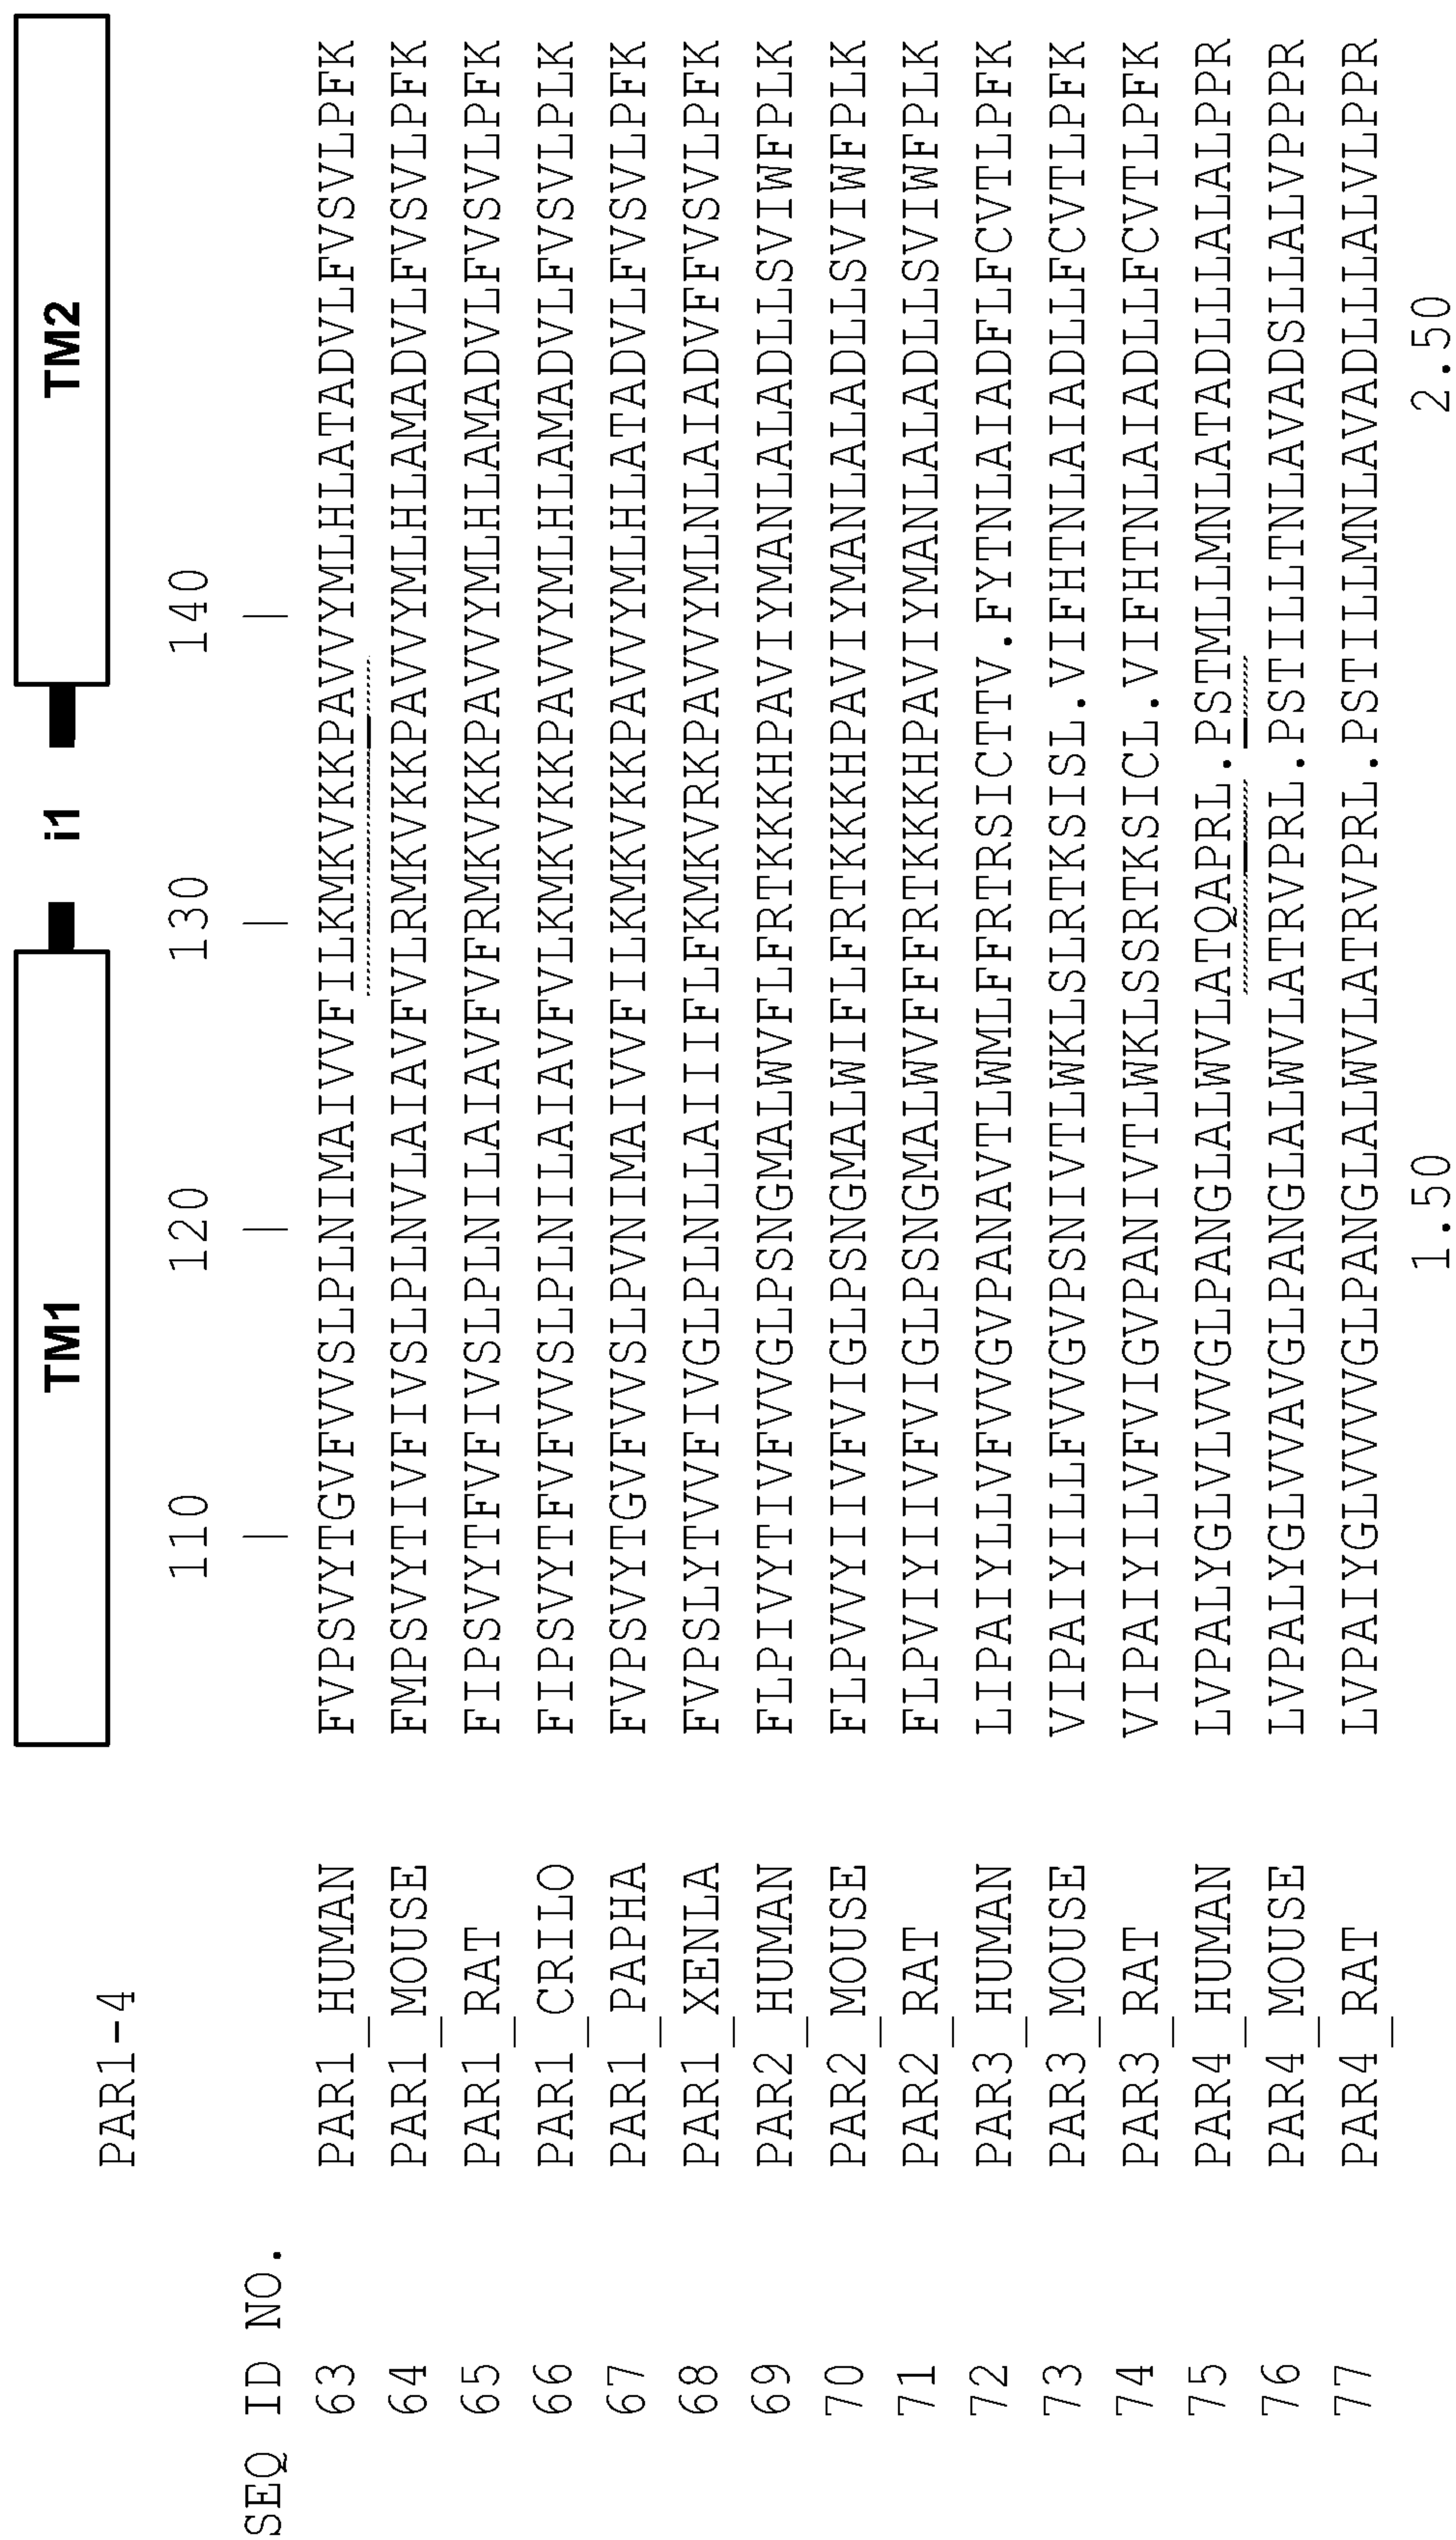 TM1 i1 TM2
PAR1-4
110 120 130 140
SEQ ID NO.
63 PAR1_HUMAN FVPSVYTGVFVVSLPLNIMAIVVFILKMKVKKPAVVYMLHLATADVLFVSVLPFK
64 PAR1_MOUSE FMPSVYTIVFIVSLPLNVLAIAVFVLRMKVKKPAVVYMLHLAMADVLFVSVLPFK
65 PAR1_RAT FIPSVYTFVFIVSLPLNILAIAVFVFRMKVKKPAVVYMLHLAMADVLFVSVLPFK
66 PAR1_CRILO FIPSVYTFVFVVSLPLNILAIAVFVLKMKVKKPAVVYMLHLAMADVLFVSVLPLK
67 PAR1_PAPHA FVPSVYTGVFVVSLPVNIMAIVVFILKMKVKKPAVVYMLHLATADVLFVSVLPFK
68 PAR1_XENLA FVPSLYTVVFIVGLPLNLLAIIIFLFKMKVRKPAVVYMLNLAIADVFFVSVLPFK
69 PAR2_HUMAN FLPIVYTIVFVVGLPSNGMALWVFLFRTKKKHPAVIYMANLALADLLSVIWFPLK
70 PAR2_MOUSE FLPVVYIIVFVIGLPSNGMALWIFLFRTKKKHPAVIYMANLALADLLSVIWFPLK
71 PAR2_RAT FLPVIYIIVFVIGLPSNGMALWVFFFRTKKKHPAVIYMANLALADLLSVIWFPLK
72 PAR3_HUMAN LIPAIYLLVFVVGVPANAVTLWMLFFRTRSICTTV.FYTNLAIADFLFCVTLPFK
73 PAR3_MOUSE VIPAIYILLFVVGVPSNIVTLWKLSLRTKSISL.VIFHTNLAIADLLFCVTLPFK
74 PAR3_RAT VIPAIYILVFVIGVPANIVTLWKLSSRTKSICL.VIFHTNLAIADLLFCVTLPFK
75 PAR4_HUMAN LVPALYGLVLVVGLPANGLALWVLATQAPRL.PSTMLLMNLATADLLLALALPPR
76 PAR4_MOUSE LVPALYGLVVAVGLPANGLALWVLATRVPRL.PSTILLTNLAVADSLLALVPPPR
77 PAR4_RAT LVPAIYGLVVVVGLPANGLALWVLATRVPRL.PSTILLMNLAVADLLLALVLPPR
1.50 2.50